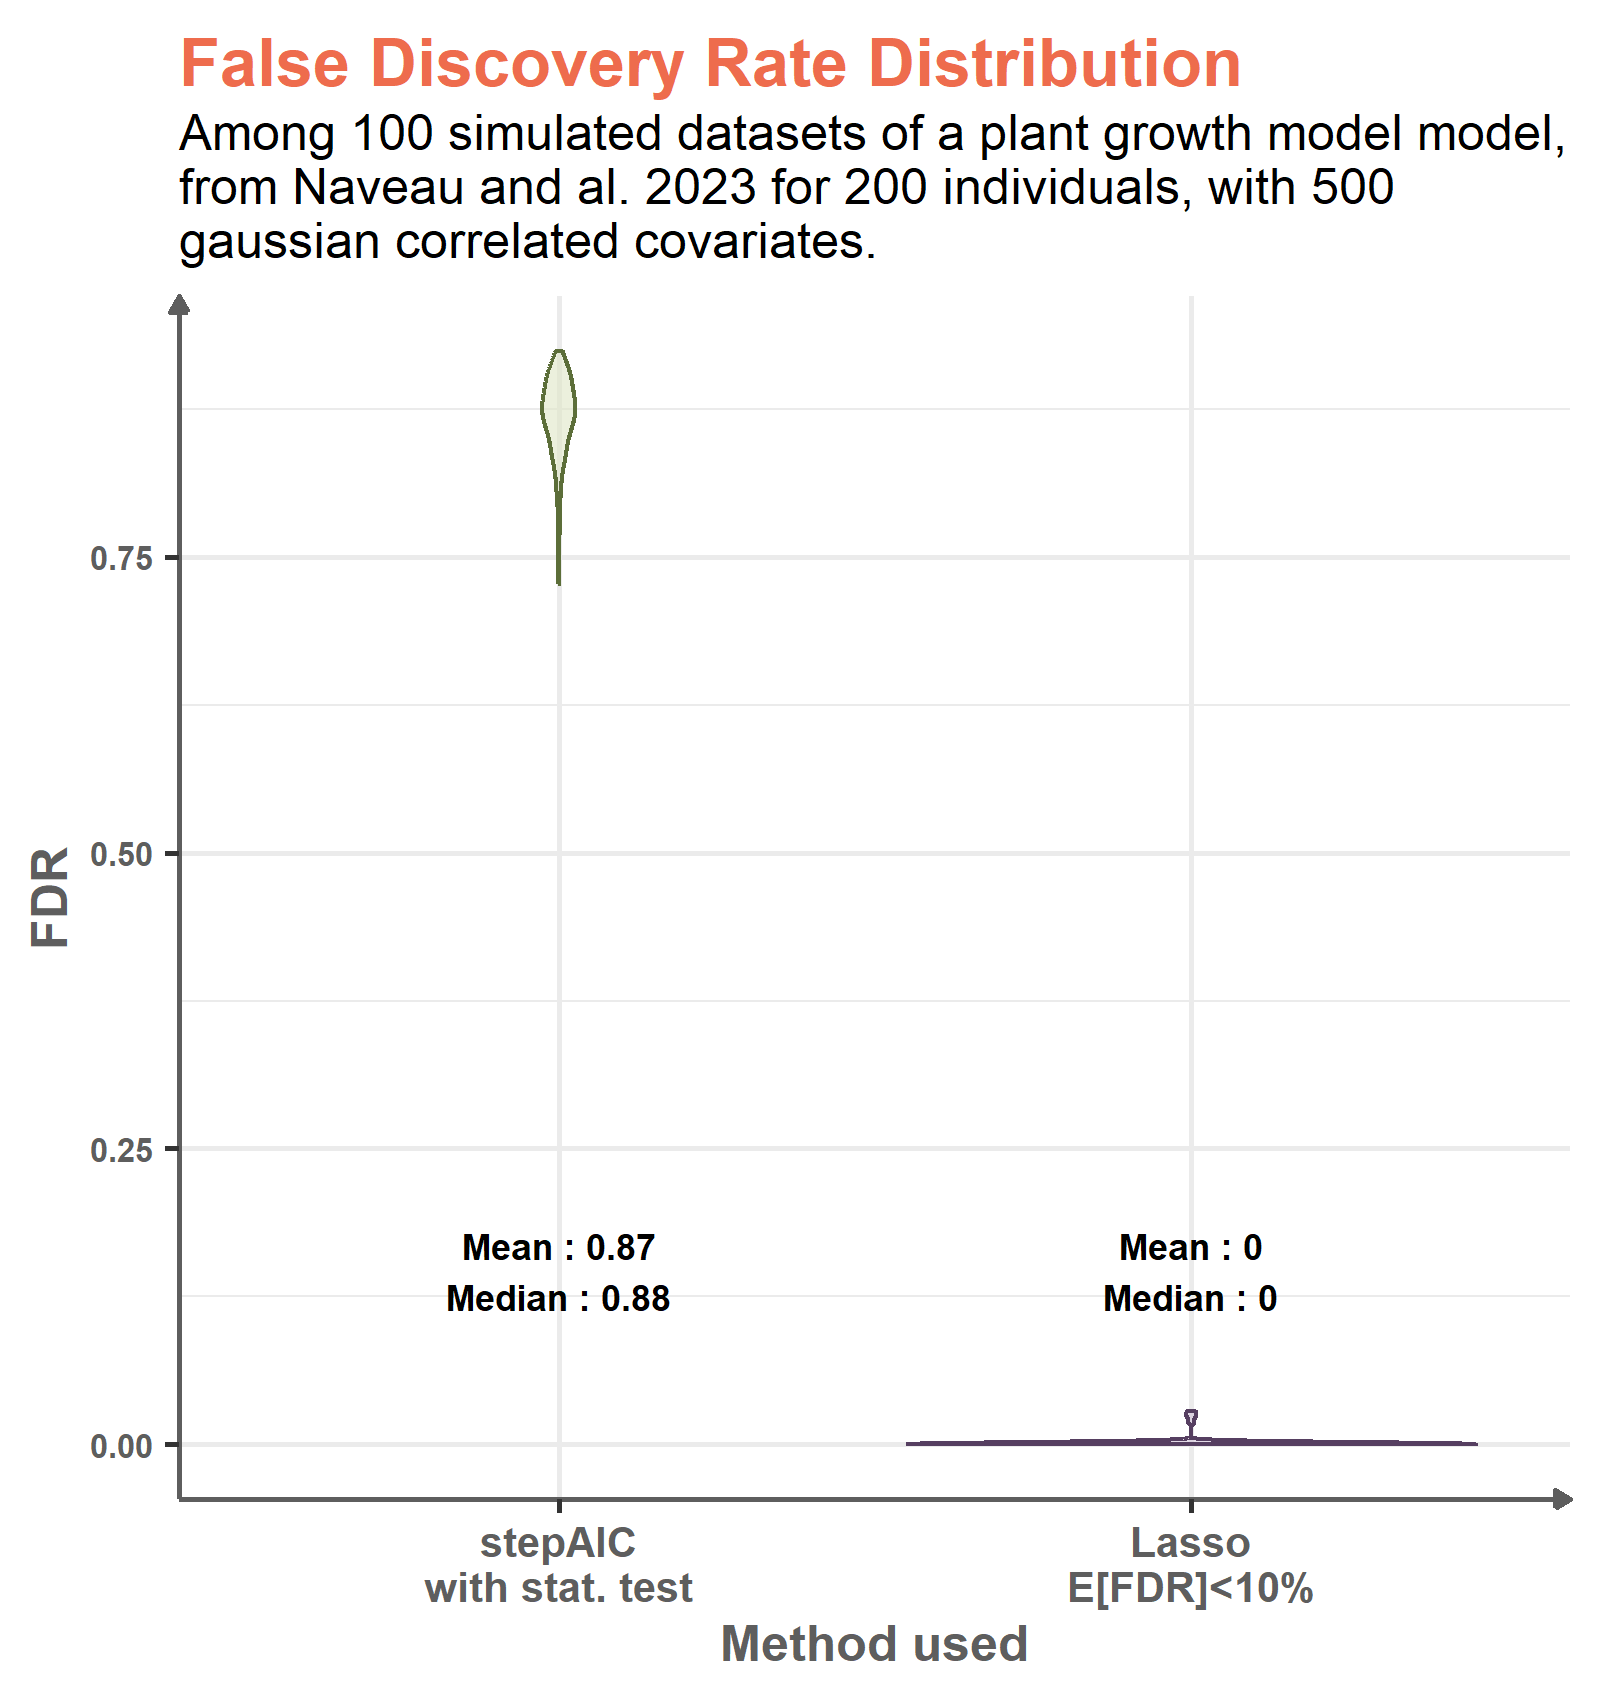 False Discovery Rate Distribution
Among 100 simulated datasets of a plant growth model model,
from Naveau and al. 2023 for 200 individuals, with 500
gaussian correlated covariates.
FDR
0.75
0.50
0.25
0.00
Mean : 0.87
Median : 0.88
Mean : 0
Median : 0
stepAIC
with stat. test
Lasso
E[FDR]<10%
Method used